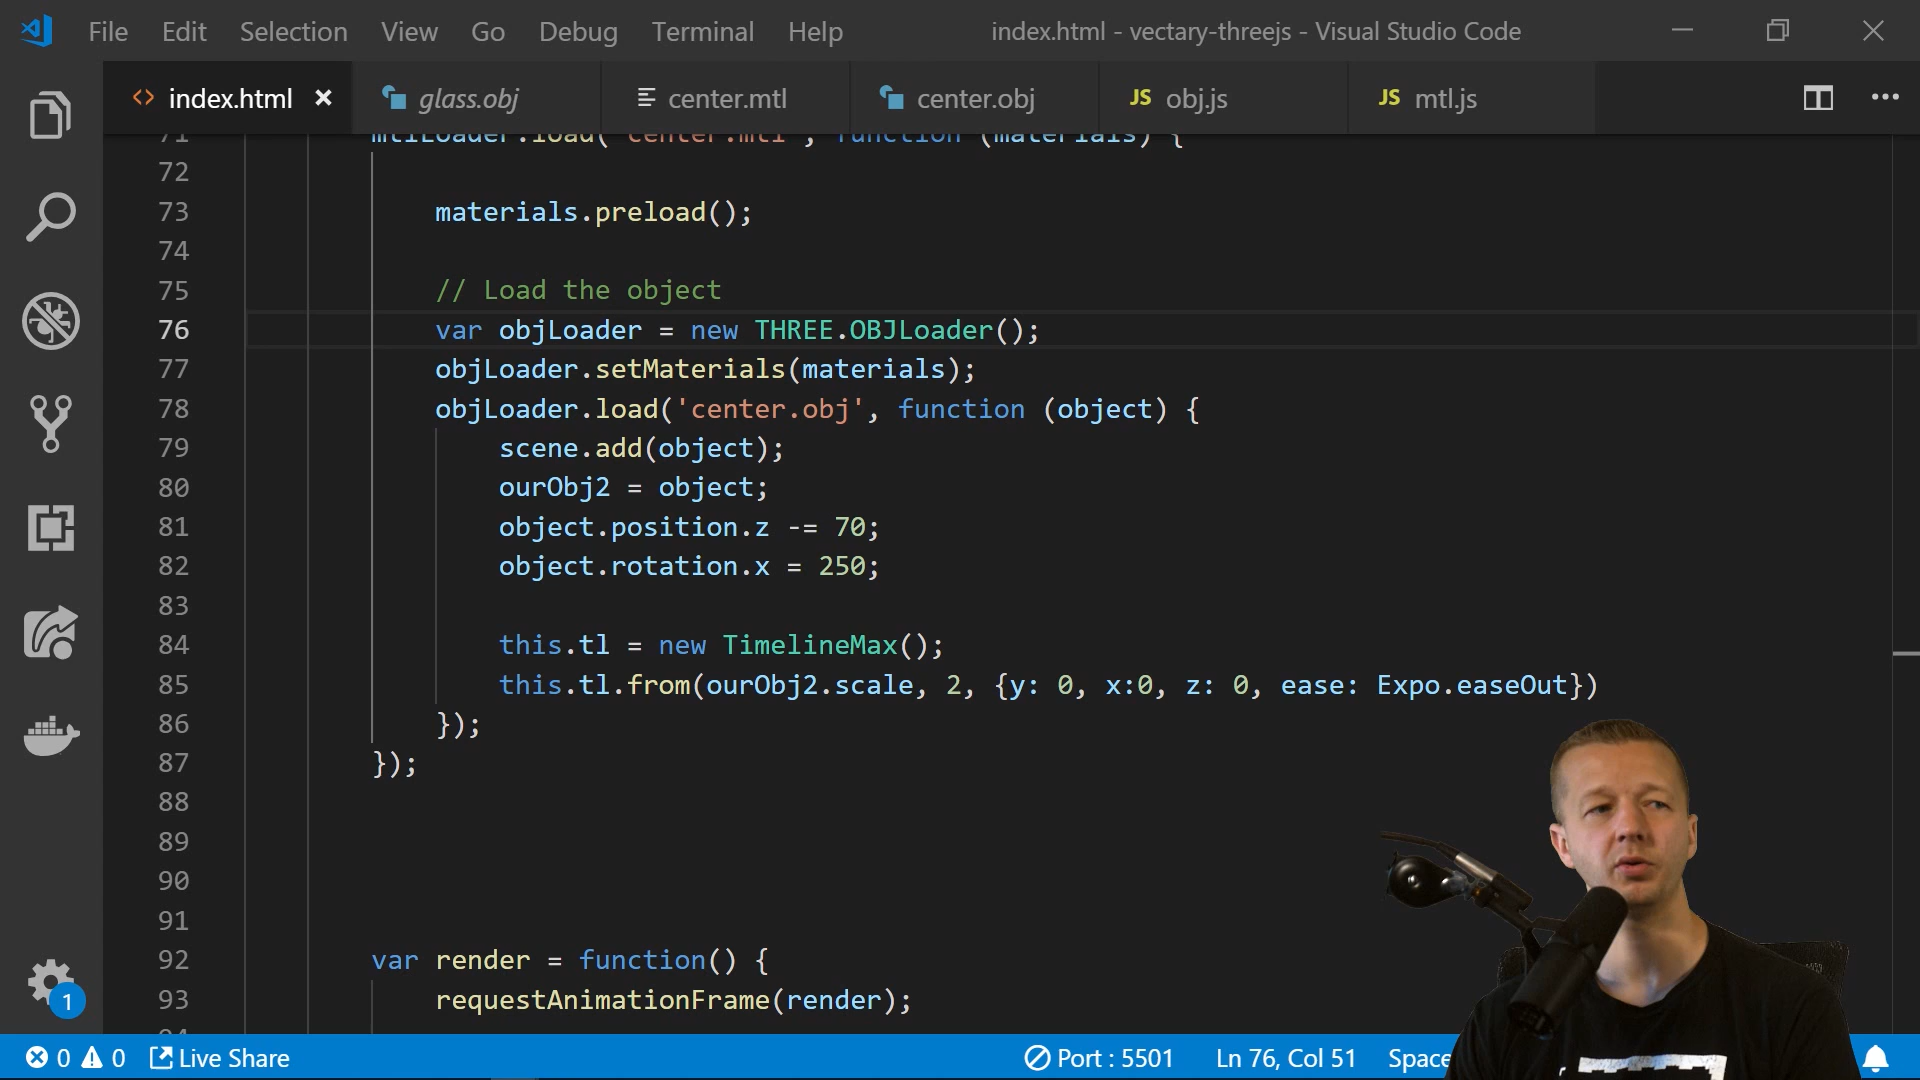 File Edit Selection View Go Debug Terminal Help index.html - vectary-threejs - Visual Studio Code
<> index.html × glass.obj center.mtl center.obj JS obj.js JS mtl.js
71 mtlLoader.load('center.mtl', function (materials) {
72
73 materials.preload();
74
75 // Load the object
76 var objLoader = new THREE.OBJLoader();
77 objLoader.setMaterials(materials);
78 objLoader.load('center.obj', function (object) {
79 scene.add(object);
80 ourObj2 = object;
81 object.position.z -= 70;
82 object.rotation.x = 250;
83
84 this.tl = new TimelineMax();
85 this.tl.from(ourObj2.scale, 2, {y: 0, x:0, z: 0, ease: Expo.easeOut})
86 });
87 });
88
89
90
91
92 var render = function() {
93 requestAnimationFrame(render);
1
0 0 Live Share Port : 5501 Ln 76, Col 51